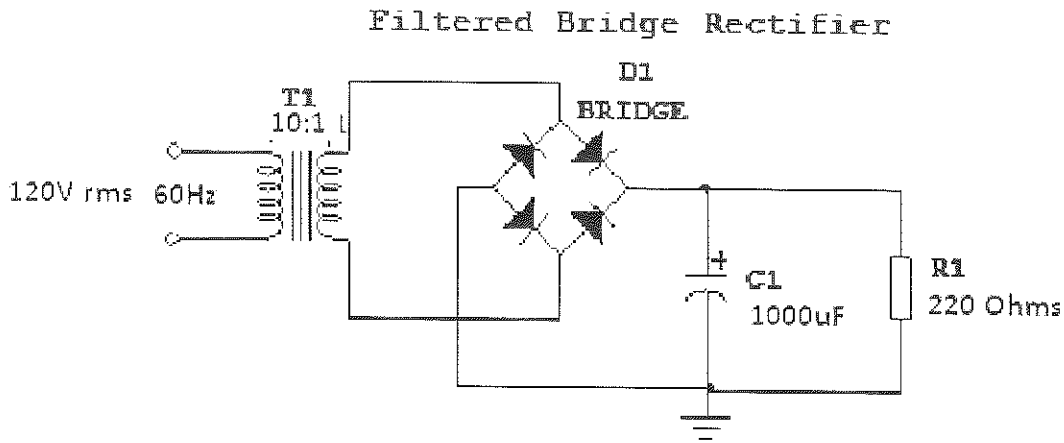 Filtered Bridge Rectifier
D1
BRIDGE
T1
10:1
120V rms 60Hz
+
C1
1000uF
R1
220 Ohms